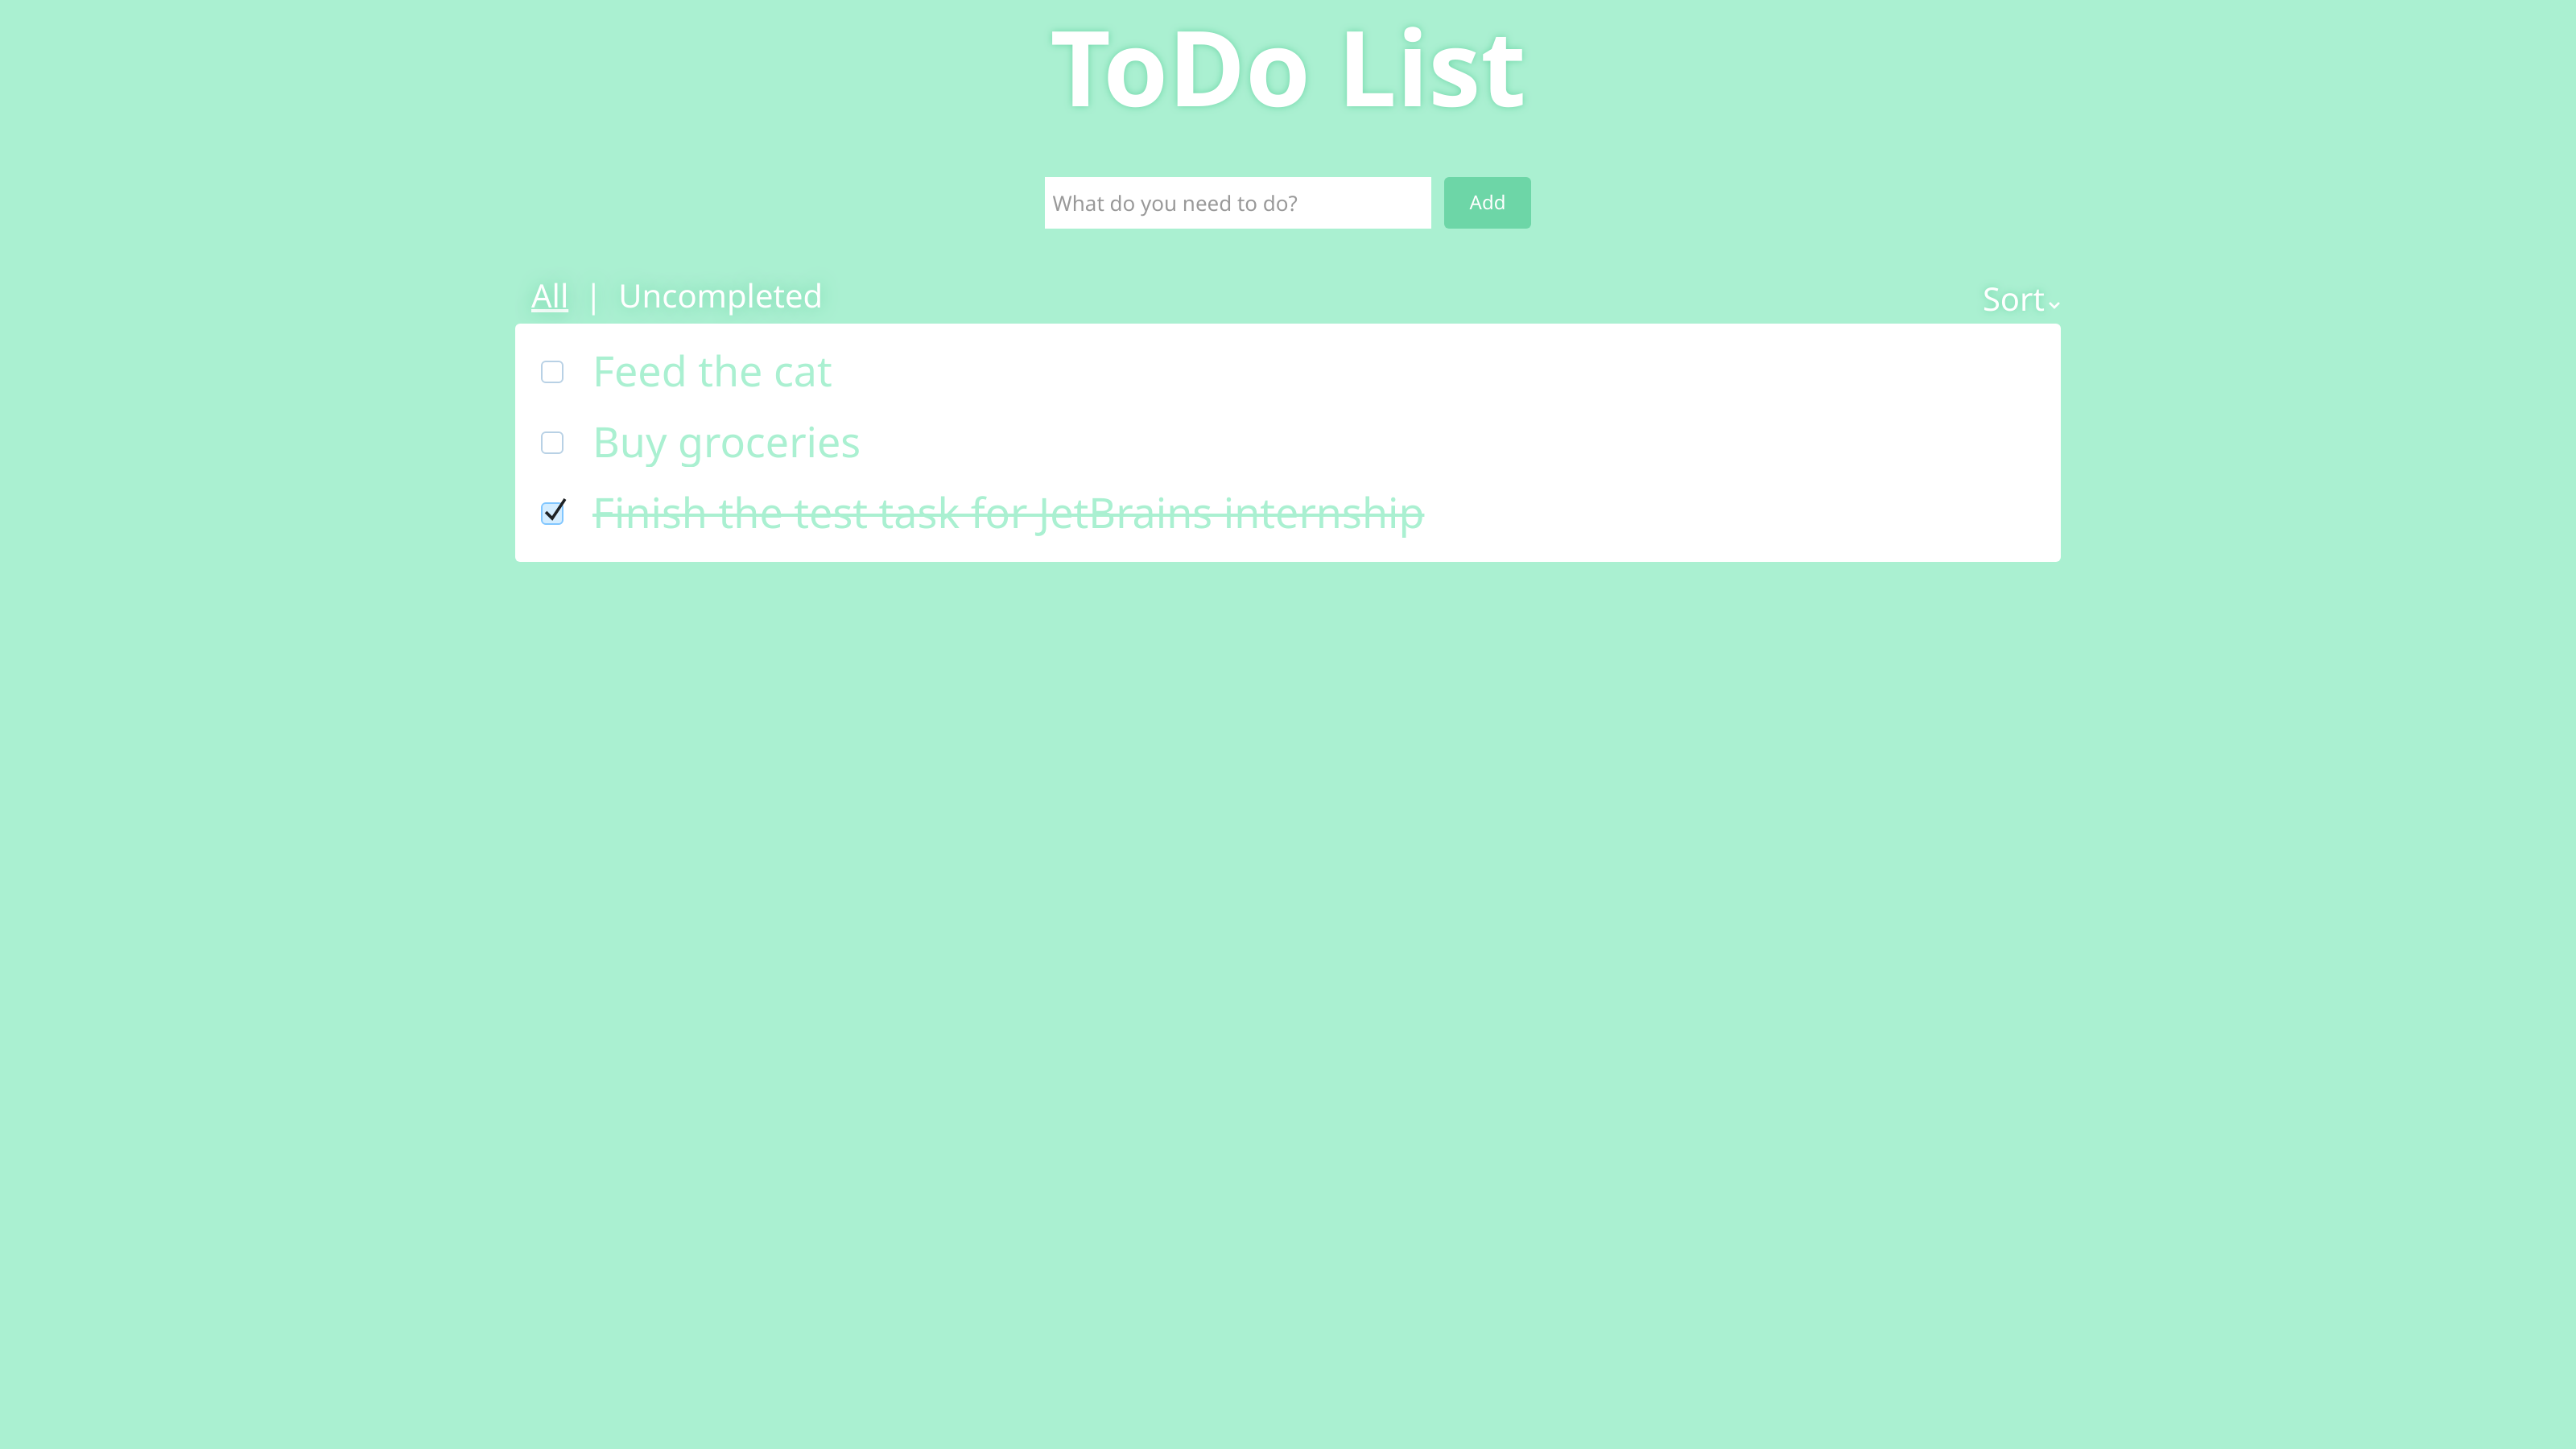 ToDo List
What do you need to do?
Add
All | Uncompleted
Sort
Feed the cat
Buy groceries
Finish the test task for JetBrains internship